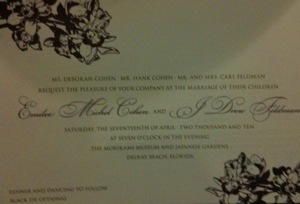 MS. DEBORAH COHEN · MR. HANK COHEN · MR. AND MRS. CARL FELDMAN
REQUEST THE PLEASURE OF YOUR COMPANY AT THE MARRIAGE OF THEIR CHILDREN
Emilee Michel Cohen AND J Drew Feldman
SATURDAY, THE SEVENTEENTH OF APRIL · TWO THOUSAND AND TEN
AT SEVEN O'CLOCK IN THE EVENING
THE MORIKAMI MUSEUM AND JAPANESE GARDENS
DELRAY BEACH, FLORIDA
DINNER AND DANCING TO FOLLOW
BLACK TIE OPTIONAL